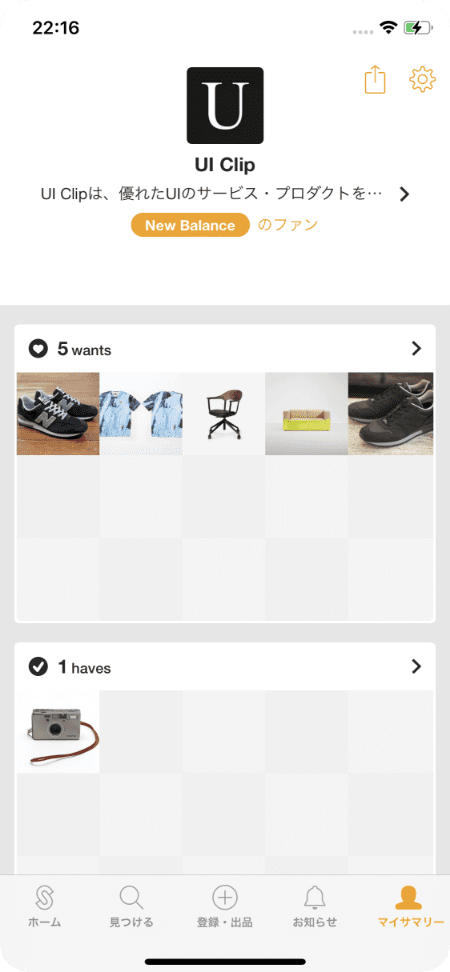 22:16
U
UI Clip
UI Clipは、優れたUIのサービス・プロダクトを…
New Balance のファン
5 wants
1 haves
ホーム
見つける
登録・出品
お知らせ
マイサマリー